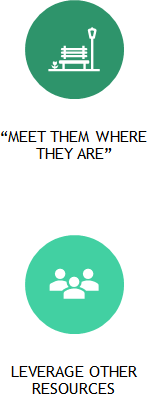 “MEET THEM WHERE
THEY ARE”
LEVERAGE OTHER
RESOURCES